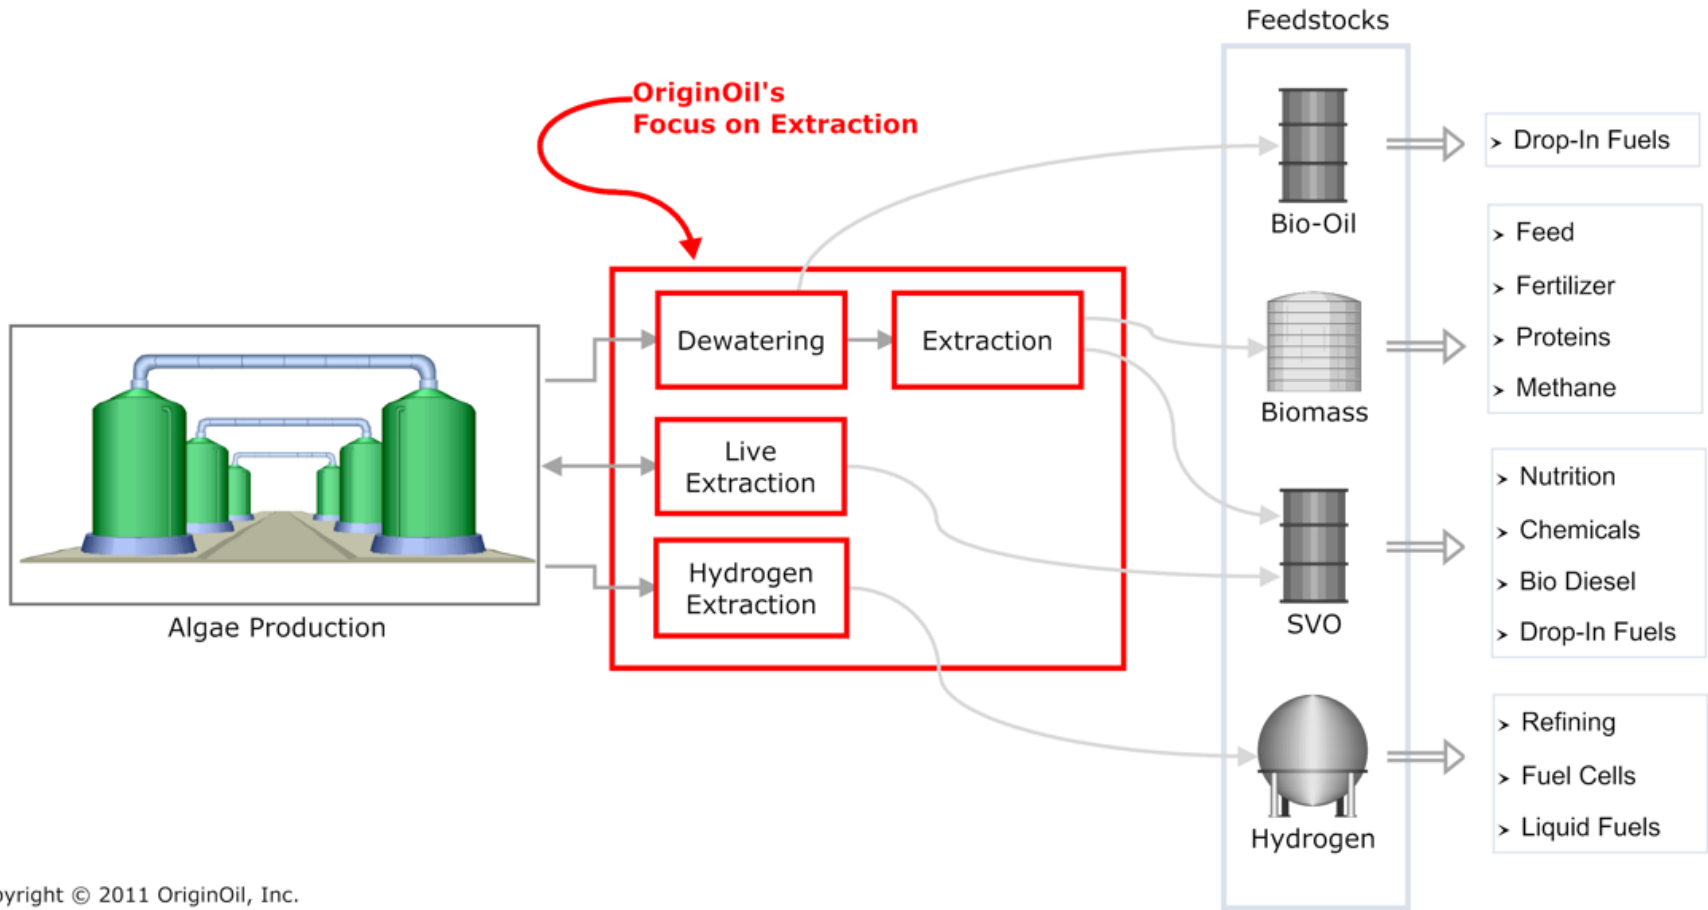 Feedstocks
OriginOil's
Focus on Extraction
Drop-In Fuels
Bio-Oil
Feed
Fertilizer
Proteins
Methane
Dewatering
Extraction
Biomass
Live
Extraction
Nutrition
Chemicals
Bio Diesel
Drop-In Fuels
Hydrogen
Extraction
SVO
Algae Production
Refining
Fuel Cells
Liquid Fuels
Hydrogen
© 2011 OriginOil, Inc.